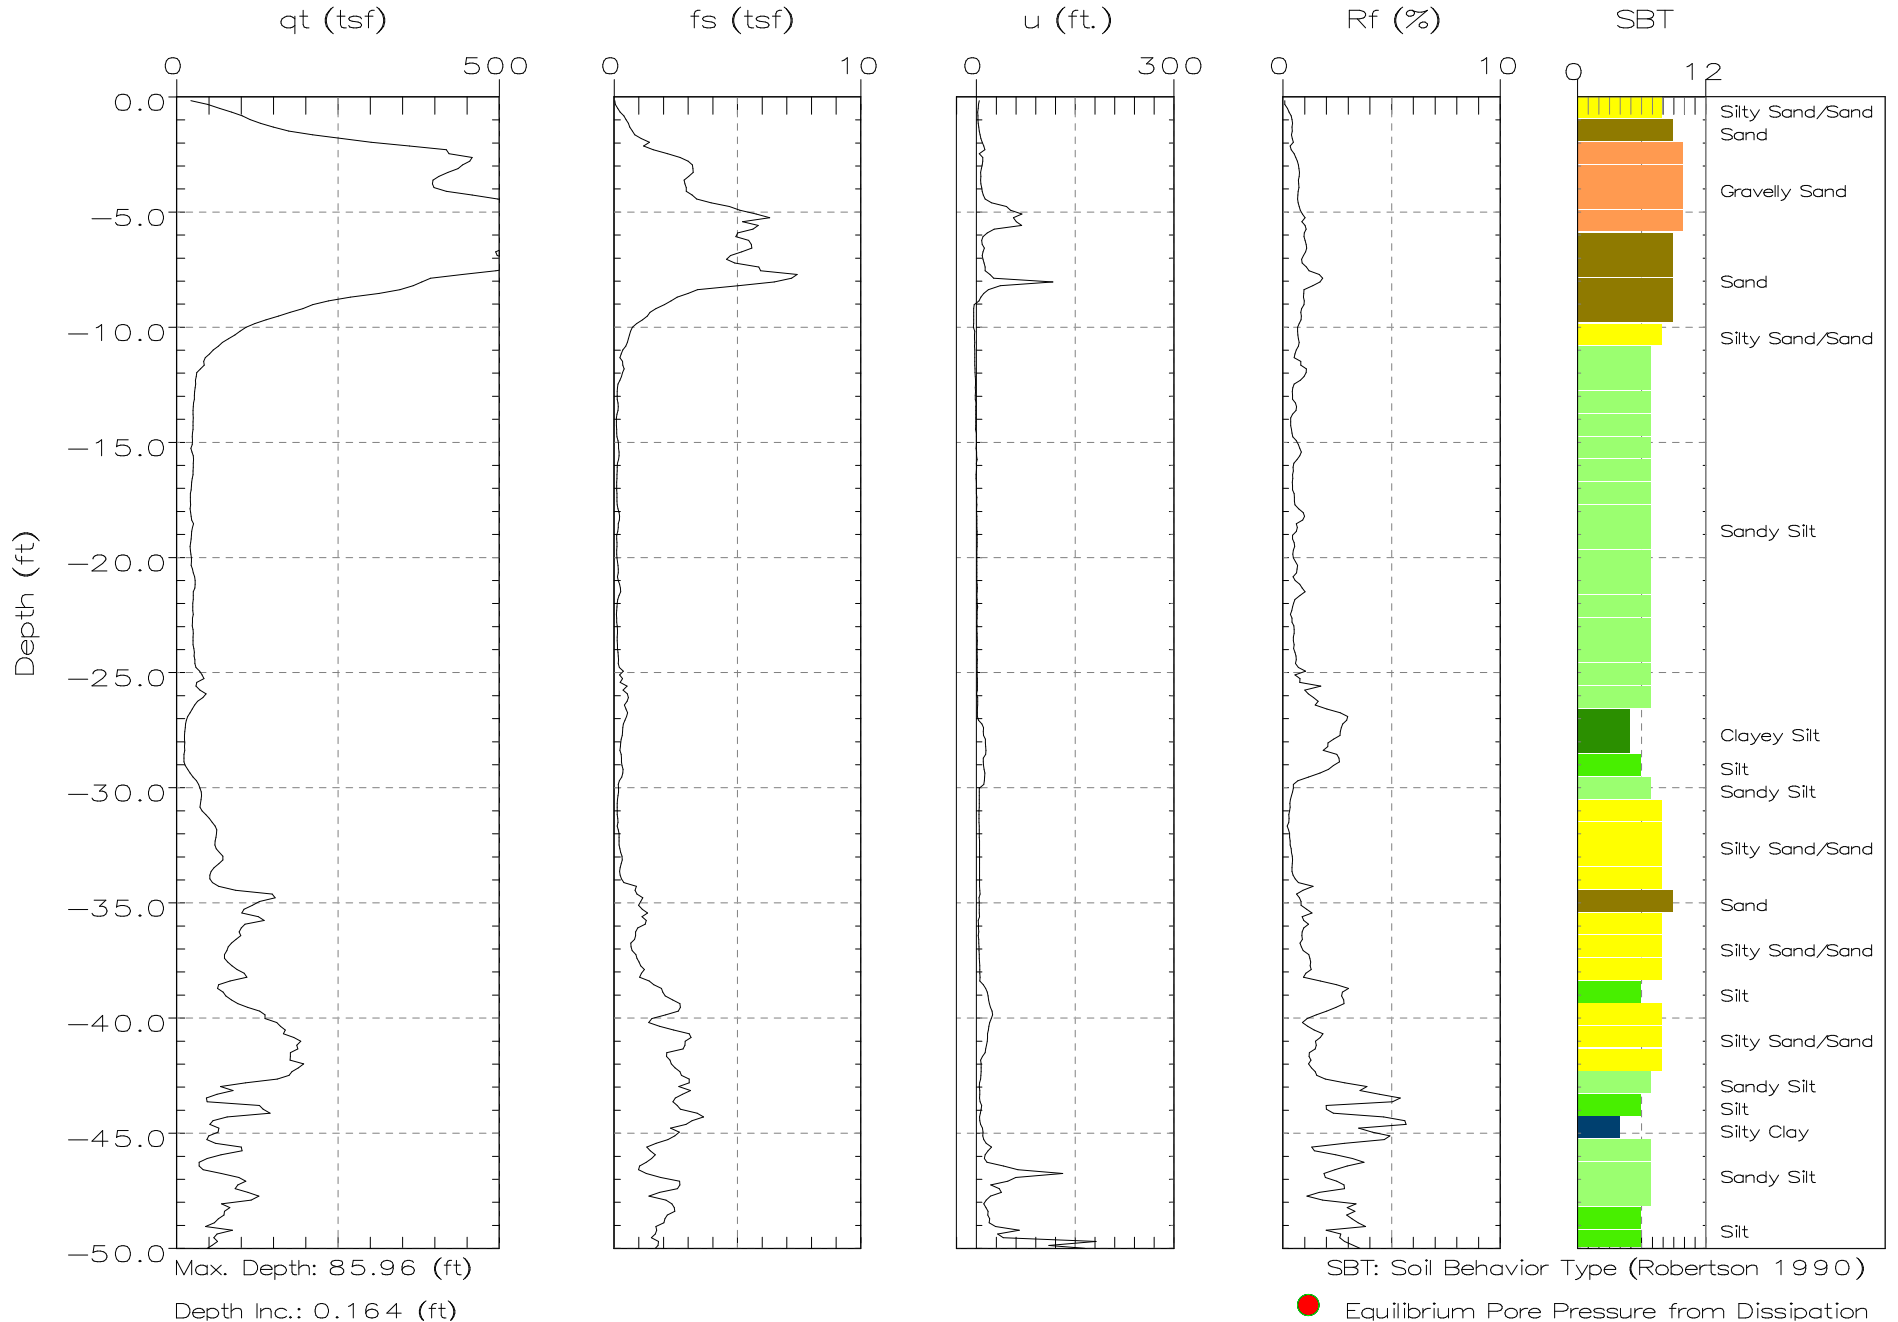 qt (tsf) fs (tsf) u (ft.) Rf (%) SBT
0 500 0 10 0 300 0 10 0 12
0.0
-5.0
-10.0
-15.0
-20.0
-25.0
-30.0
-35.0
-40.0
-45.0
-50.0
Depth (ft)
Silty Sand/Sand
Sand
Gravelly Sand
Sand
Silty Sand/Sand
Sandy Silt
Clayey Silt
Silt
Sandy Silt
Silty Sand/Sand
Sand
Silty Sand/Sand
Silt
Silty Sand/Sand
Sandy Silt
Silt
Silty Clay
Sandy Silt
Silt
Max. Depth: 85.96 (ft)
Depth Inc.: 0.164 (ft)
SBT: Soil Behavior Type (Robertson 1990)
Equilibrium Pore Pressure from Dissipation